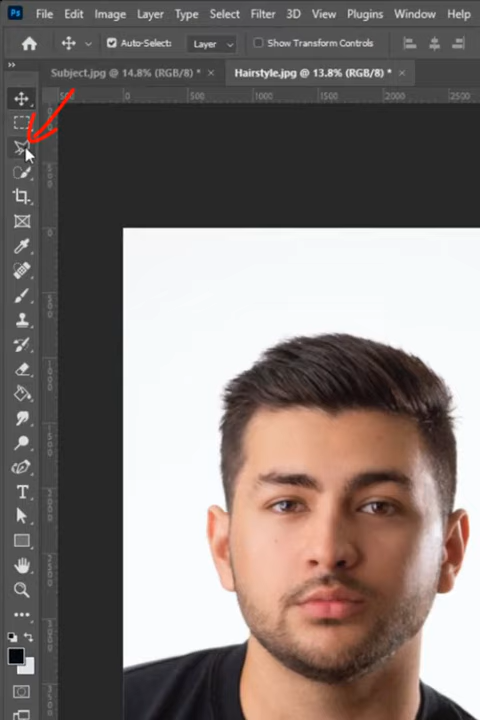 Ps File Edit Image Layer Type Select Filter 3D View Plugins Window Help
Auto-Select: Layer Show Transform Controls
Subject.jpg @ 14.8% (RGB/8) * × Hairstyle.jpg @ 13.8% (RGB/8) * ×
0 500 1000 1500 2000 2500
T